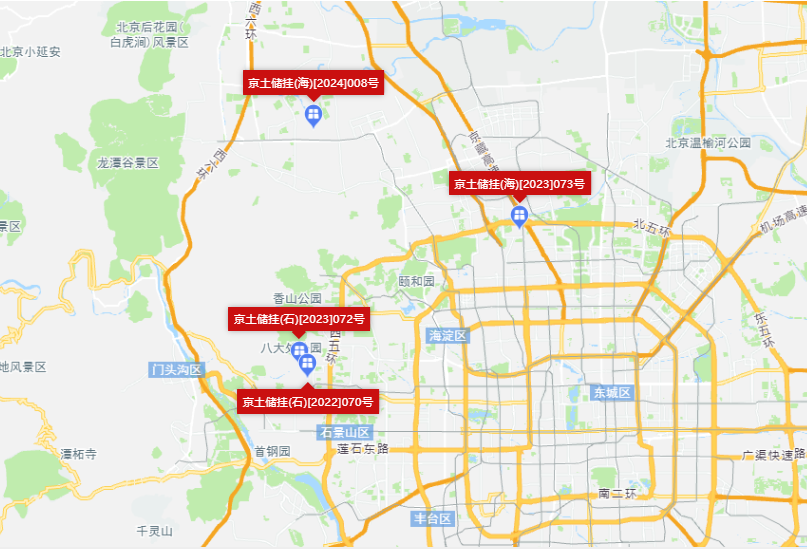 北京后花园(
白虎涧)风景区
西六环
北京小延安
京土储挂(海)[2024]008号
京藏高速
北京温榆河公园
龙潭景区
西六环
京土储挂(海)[2023]073号
景区
北五环
机场高速
颐和园
香山公园
京土储挂(石)[2023]072号
西五环
海淀区
东五环
八大处公园
门头沟区
地风景区
京土储挂(石)[2022]070号
东城区
石景山区
莲石东路
首钢园
潭柘寺
广渠快速路
南二环
丰台区
千灵山